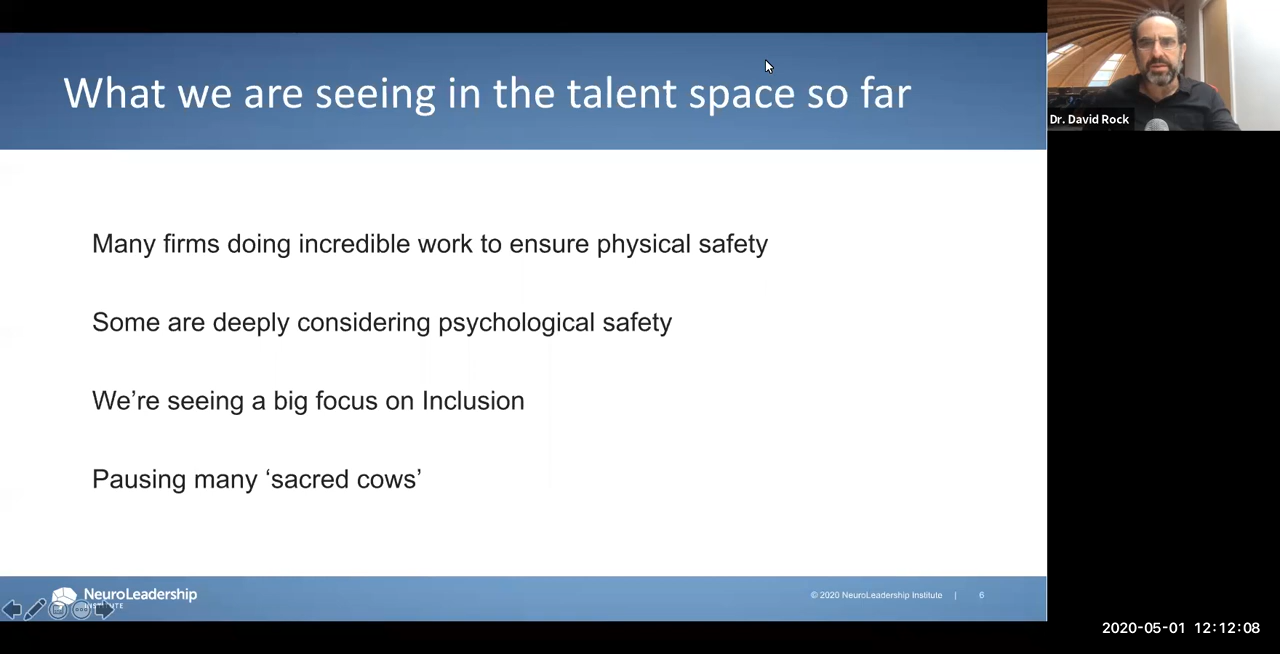 What we are seeing in the talent space so far
Dr. David Rock
Many firms doing incredible work to ensure physical safety
Some are deeply considering psychological safety
We’re seeing a big focus on Inclusion
Pausing many ‘sacred cows’
NeuroLeadership
© 2020 NeuroLeadership Institute | 6
2020-05-01 12:12:08